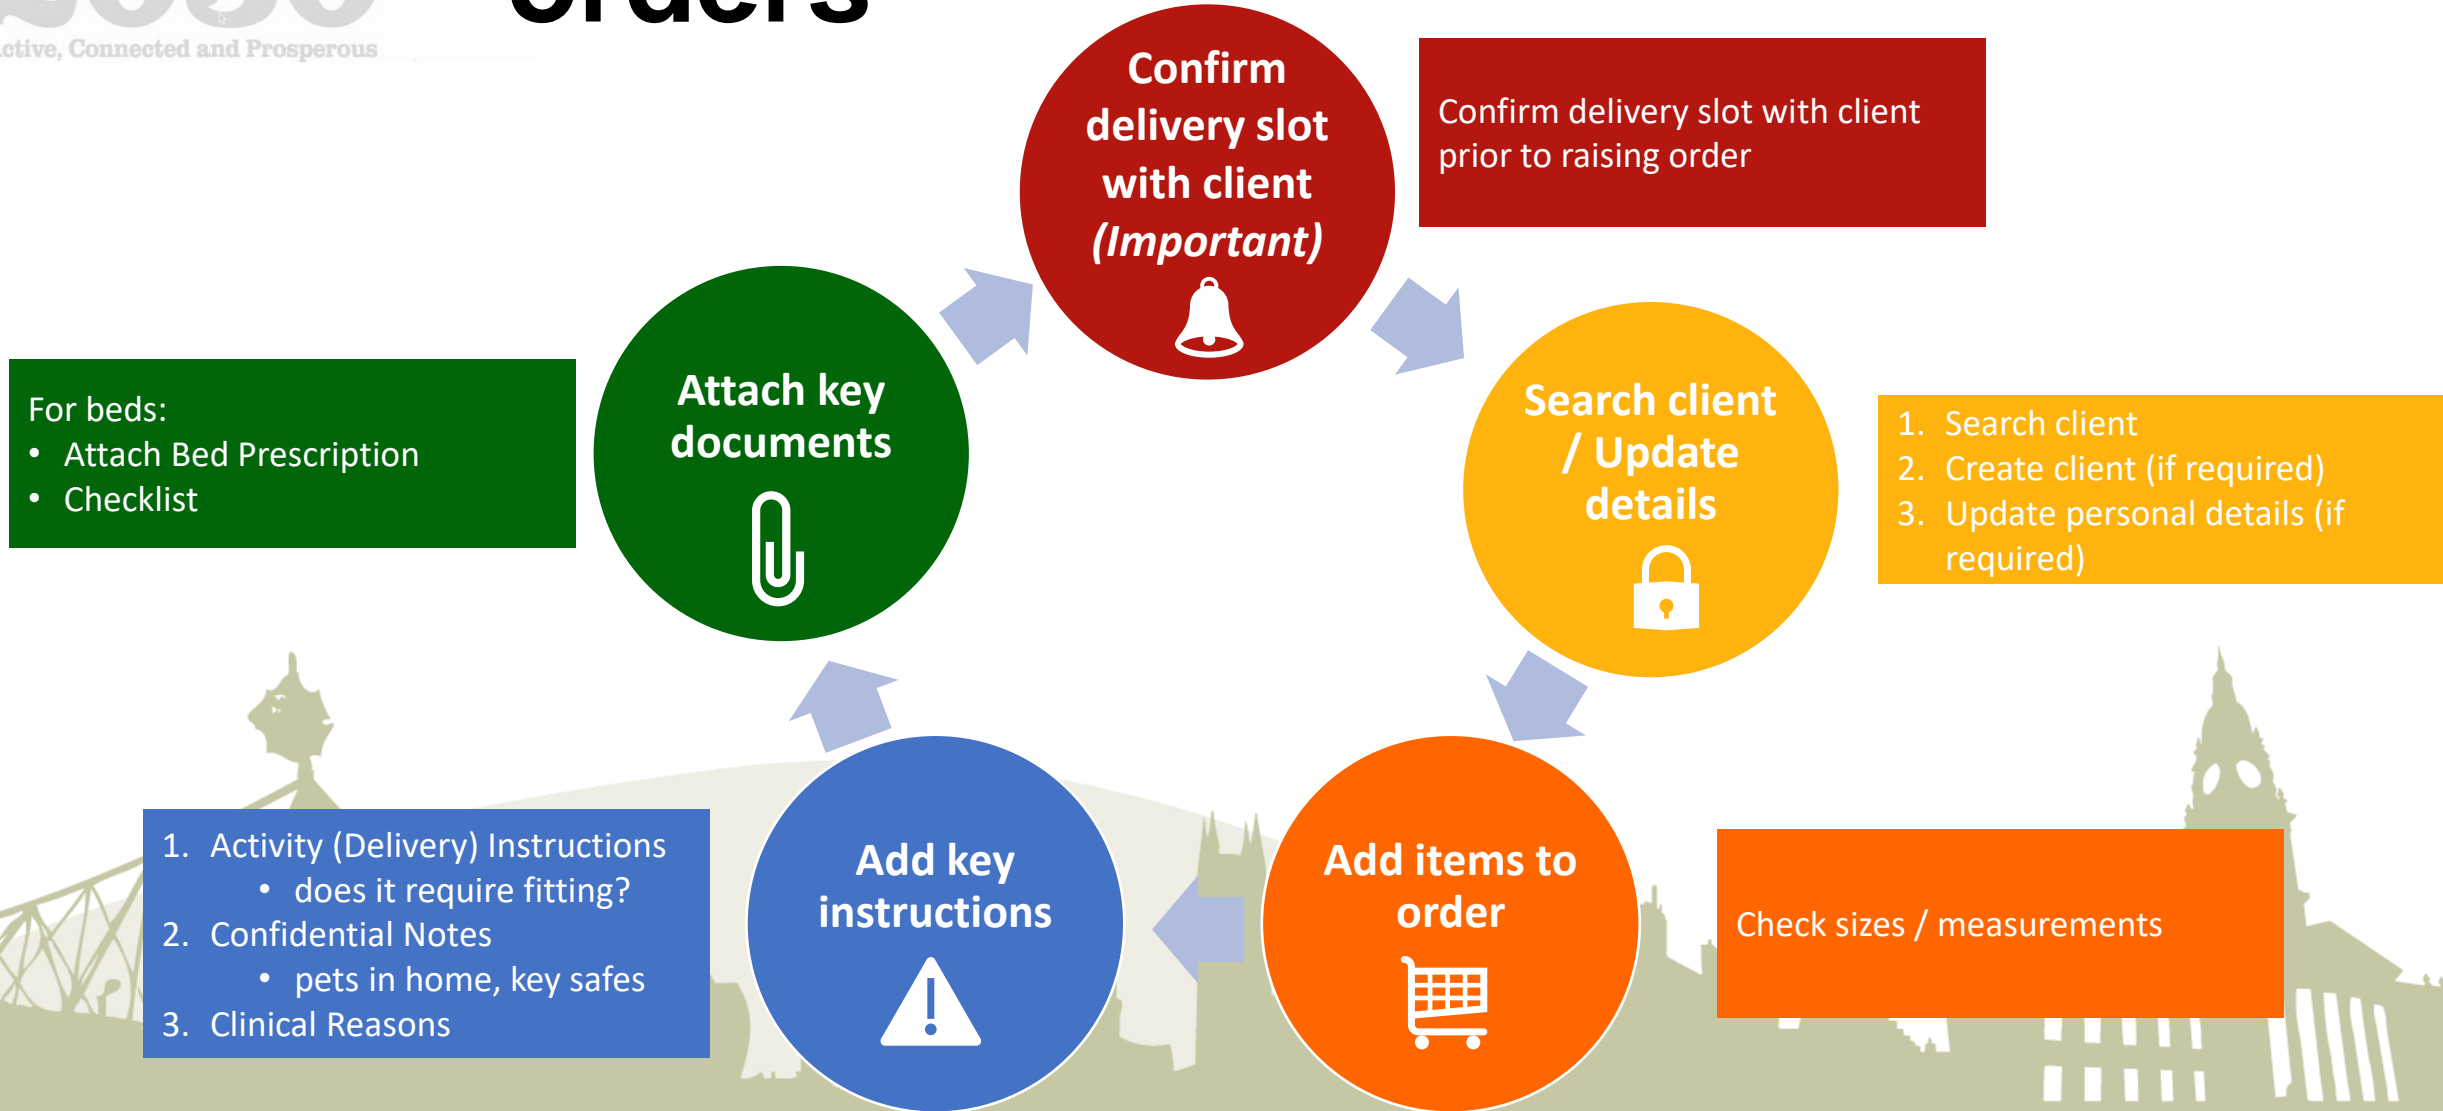 orders
Active, Connected and Prosperous
Confirm
delivery slot
with client
(Important)
Confirm delivery slot with client
prior to raising order
Search client
/ Update
details
1. Search client
2. Create client (if required)
3. Update personal details (if
required)
Add items to
order
Check sizes / measurements
Add key
instructions
1. Activity (Delivery) Instructions
• does it require fitting?
2. Confidential Notes
• pets in home, key safes
3. Clinical Reasons
Attach key
documents
For beds:
• Attach Bed Prescription
• Checklist